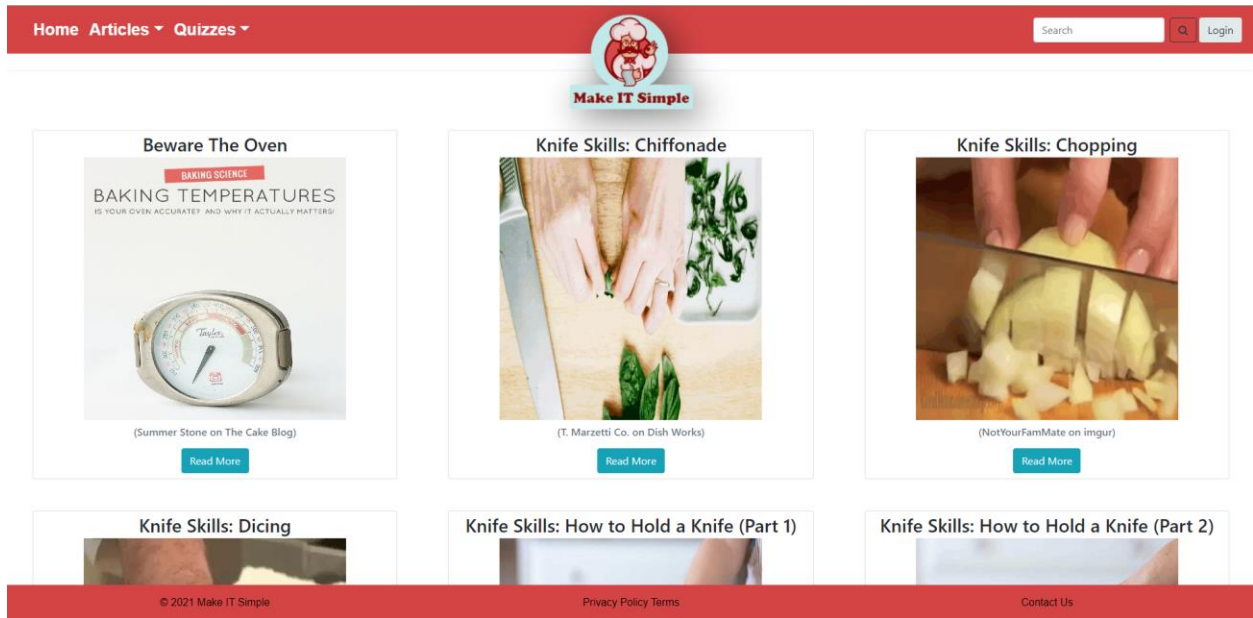 Home Articles Quizzes
Search
Login
Make IT Simple
Beware The Oven
Knife Skills: Chiffonade
Knife Skills: Chopping
BAKING SCIENCE
BAKING TEMPERATURES
IS YOUR OVEN ACCURATE? AND WHY IT ACTUALLY MATTERS!
Taylor
(Summer Stone on The Cake Blog)
(T. Marzetti Co. on Dish Works)
(NotYourFamMate on imgur)
Read More
Read More
Read More
Knife Skills: Dicing
Knife Skills: How to Hold a Knife (Part 1)
Knife Skills: How to Hold a Knife (Part 2)
© 2021 Make IT Simple
Privacy Policy Terms
Contact Us